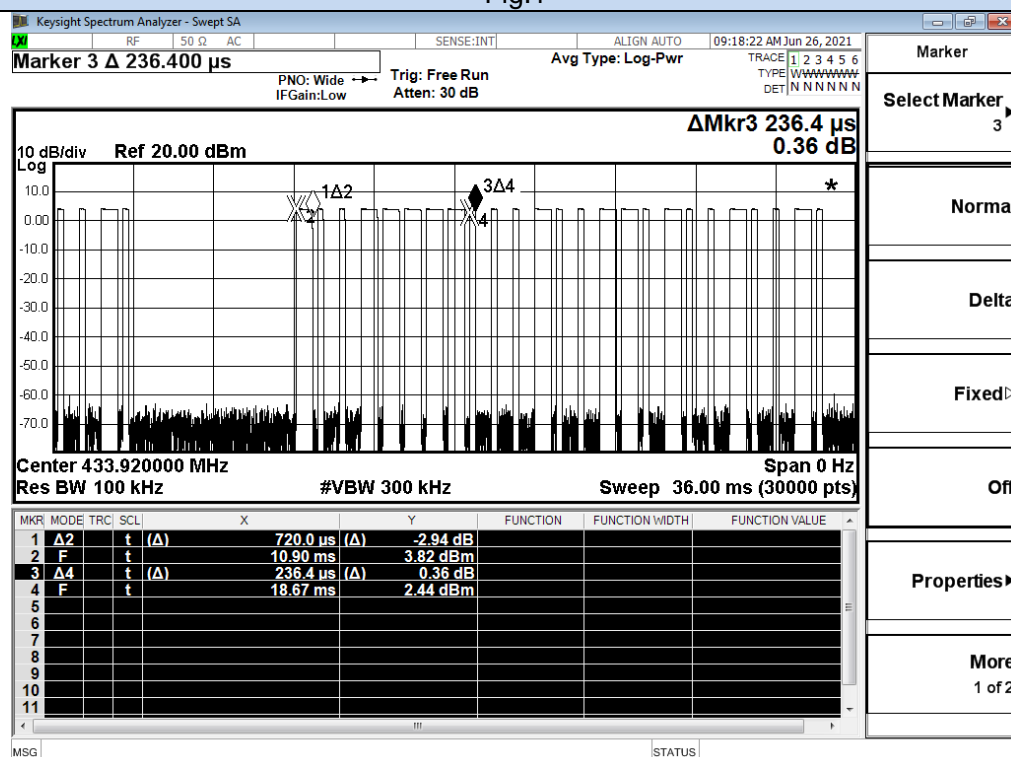 Keysight Spectrum Analyzer - Swept SA
LXI RF 50 Ω AC SENSE:INT ALIGN AUTO 09:18:22 AM Jun 26, 2021
Marker 3 Δ 236.400 µs
PNO: Wide
IFGain:Low
Trig: Free Run
Atten: 30 dB
Avg Type: Log-Pwr
TRACE 1 2 3 4 5 6
TYPE WWWWWW
DET N N N N N N
ΔMkr3 236.4 µs
0.36 dB
10 dB/div Ref 20.00 dBm
Log
10.0
0.00
-10.0
-20.0
-30.0
-40.0
-50.0
-60.0
-70.0
1Δ2
2
3Δ4
4
*
Center 433.920000 MHz Span 0 Hz
Res BW 100 kHz #VBW 300 kHz Sweep 36.00 ms (30000 pts)
MKR MODE TRC SCL X Y FUNCTION FUNCTION WIDTH FUNCTION VALUE
1 Δ2 t (Δ) 720.0 µs (Δ) -2.94 dB
2 F t 10.90 ms 3.82 dBm
3 Δ4 t (Δ) 236.4 µs (Δ) 0.36 dB
4 F t 18.67 ms 2.44 dBm
5
6
7
8
9
10
11
MSG STATUS
Marker
Select Marker
3
Norma
Delta
Fixed
Off
Properties
More
1 of 2